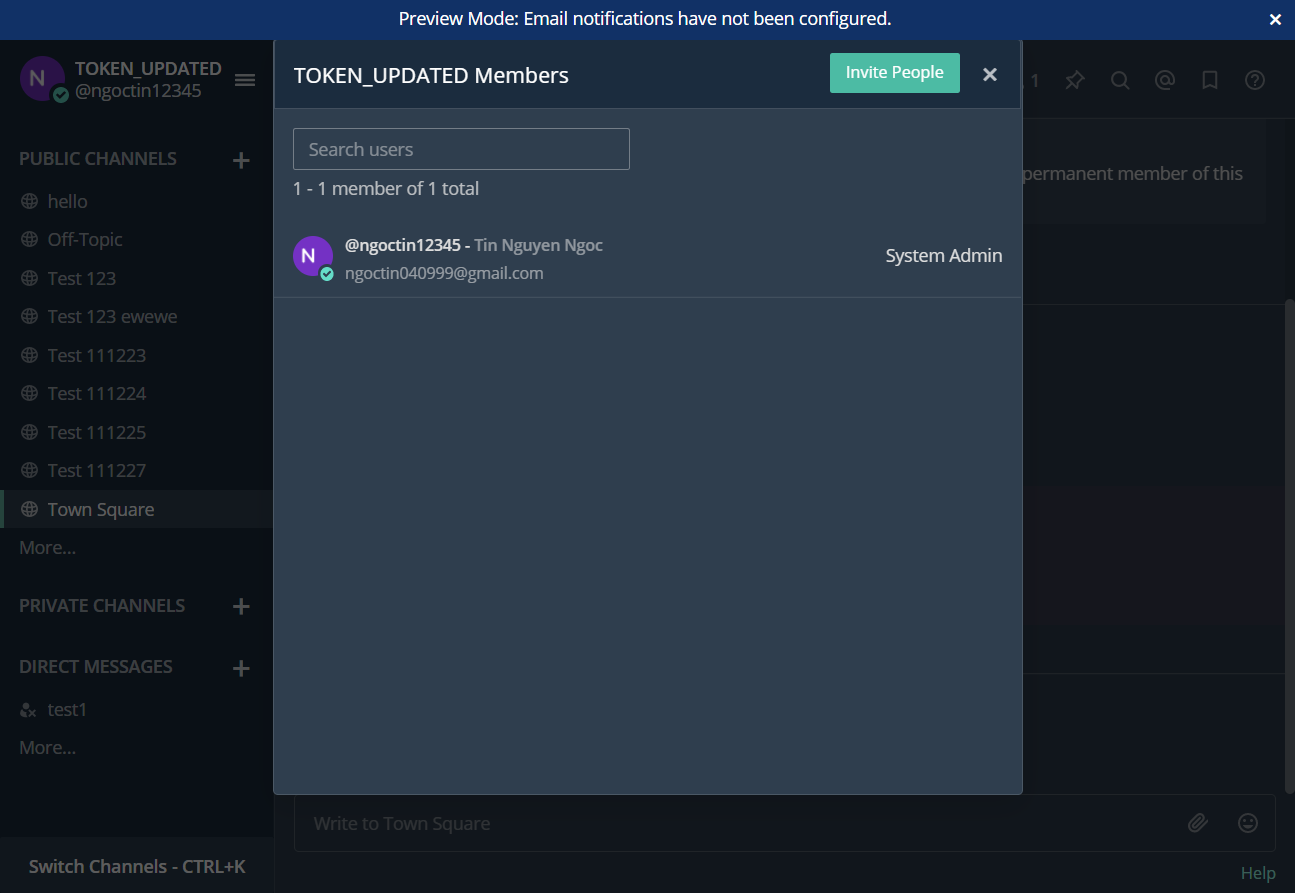 Preview Mode: Email notifications have not been configured.
N
TOKEN_UPDATED
@ngoctin12345
TOKEN_UPDATED Members
Invite People
1
PUBLIC CHANNELS
hello
Off-Topic
Test 123
Test 123 ewewe
Test 111223
Test 111224
Test 111225
Test 111227
Town Square
More...
PRIVATE CHANNELS
DIRECT MESSAGES
test1
More...
Switch Channels - CTRL+K
Search users
1 - 1 member of 1 total
N
@ngoctin12345 - Tin Nguyen Ngoc
ngoctin040999@gmail.com
System Admin
permanent member of this
Write to Town Square
Help